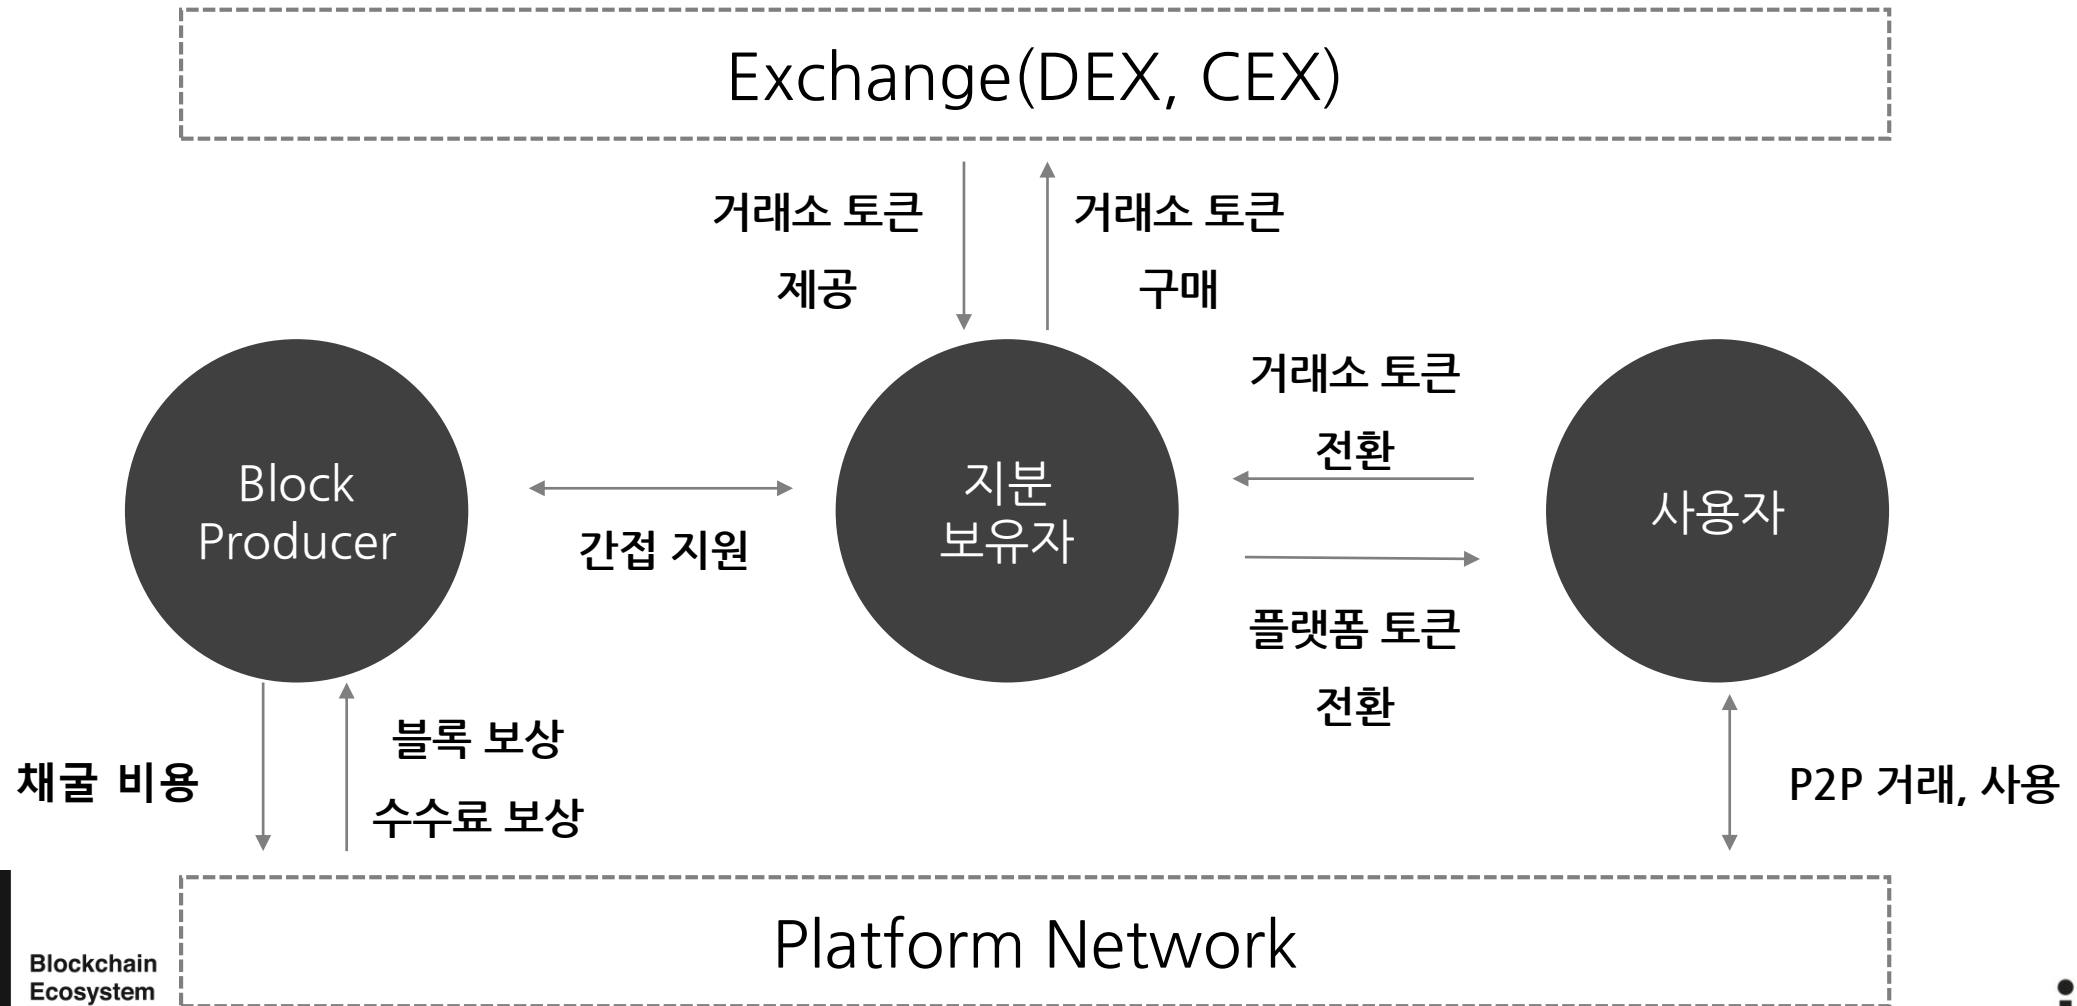 Exchange(DEX, CEX)
거래소 토큰
제공
거래소 토큰
구매
거래소 토큰
전환
Block
Producer
간접 지원
지분
보유자
사용자
플랫폼 토큰
전환
채굴 비용
블록 보상
수수료 보상
P2P 거래, 사용
Platform Network
Blockchain
Ecosystem